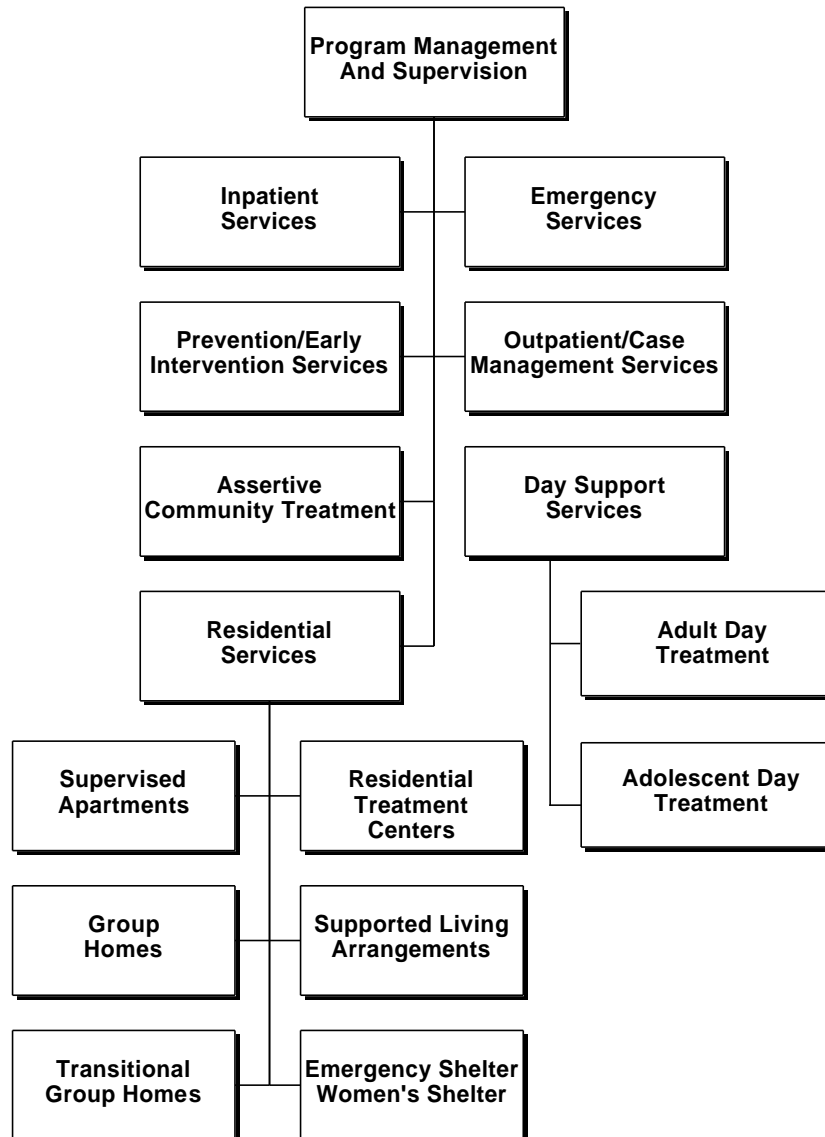 Program Management
And Supervision
Inpatient
Services
Emergency
Services
Prevention/Early
Intervention Services
Outpatient/Case
Management Services
Assertive
Community Treatment
Day Support
Services
Residential
Services
Adult Day
Treatment
Supervised
Apartments
Residential
Treatment
Centers
Adolescent Day
Treatment
Group
Homes
Supported Living
Arrangements
Transitional
Group Homes
Emergency Shelter
Women's Shelter